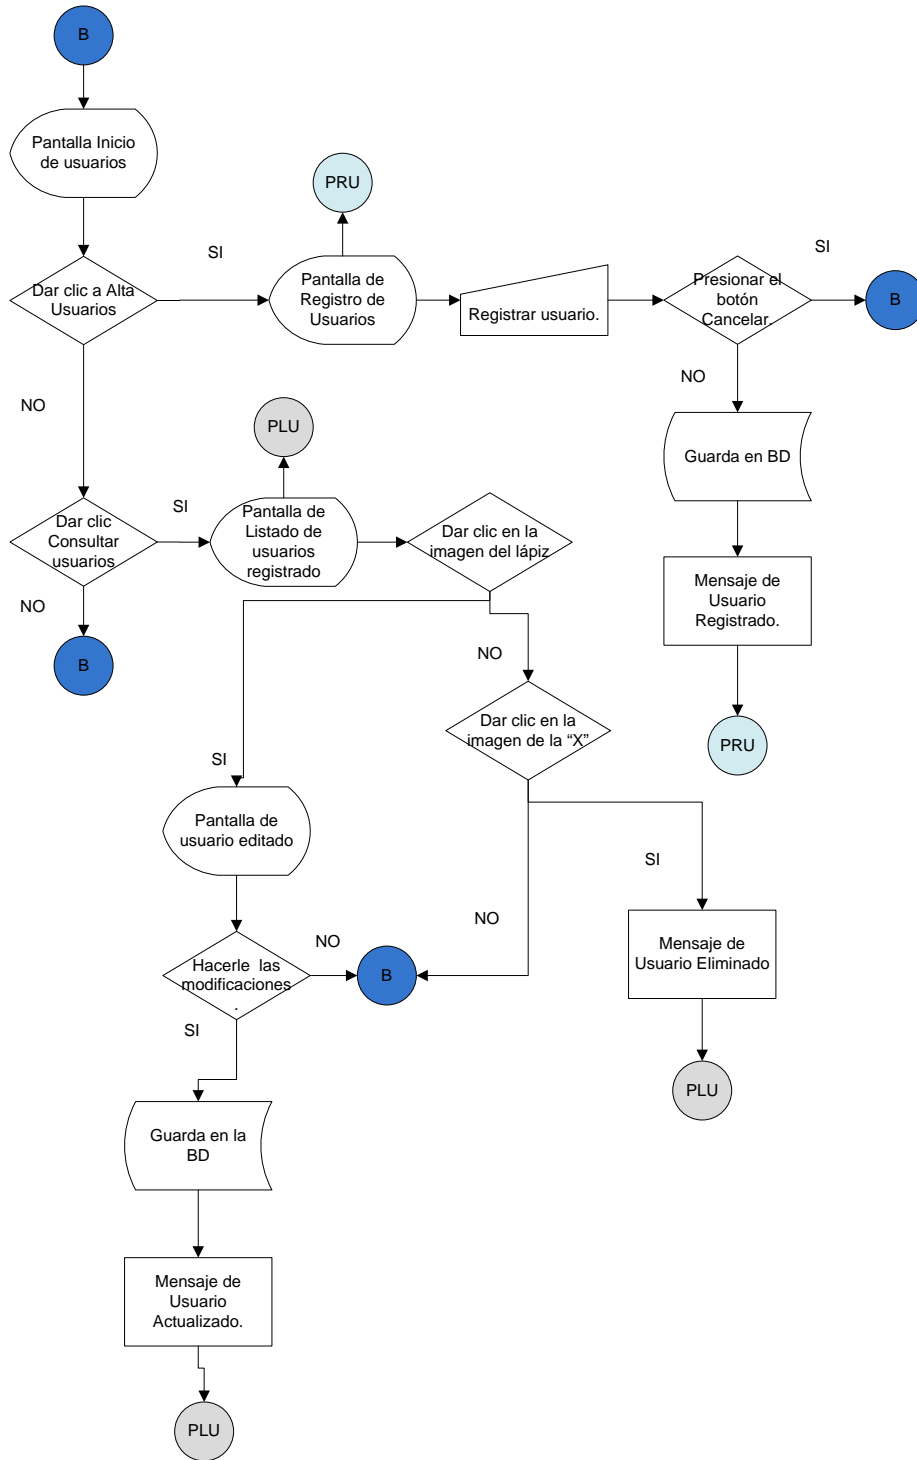 B
Pantalla Inicio
de usuarios
PRU
SI
SI
Dar clic a Alta
Usuarios
Pantalla de
Registro de
Usuarios
Registrar usuario.
Presionar el
botón
Cancelar.
B
NO
NO
PLU
Guarda en BD
SI
Dar clic
Consultar
usuarios
Pantalla de
Listado de
usuarios
registrado
Dar clic en la
imagen del lápiz
NO
Mensaje de
Usuario
Registrado.
B
NO
Dar clic en la
imagen de la “X”
PRU
SI
Pantalla de
usuario editado
SI
NO
NO
Hacerle las
modificaciones
.
B
Mensaje de
Usuario Eliminado
SI
PLU
Guarda en la
BD
Mensaje de
Usuario
Actualizado.
PLU